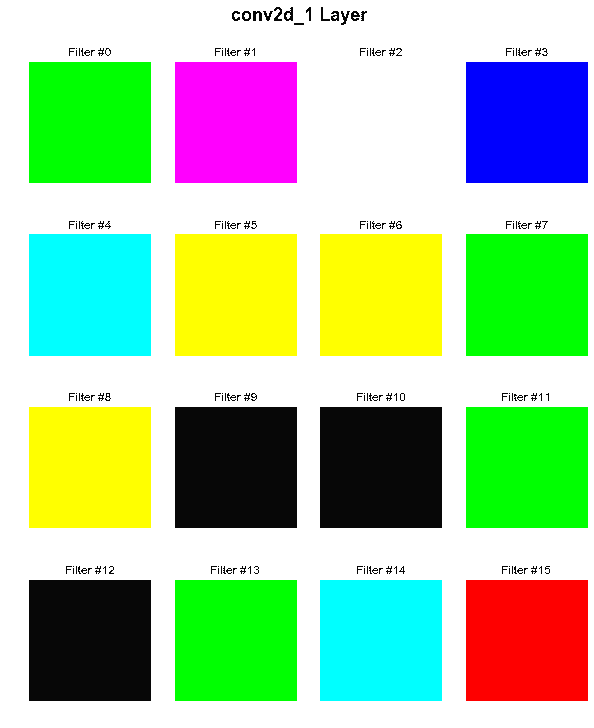 conv2d_1 Layer
Filter #0
Filter #1
Filter #2
Filter #3
Filter #4
Filter #5
Filter #6
Filter #7
Filter #8
Filter #9
Filter #10
Filter #11
Filter #12
Filter #13
Filter #14
Filter #15